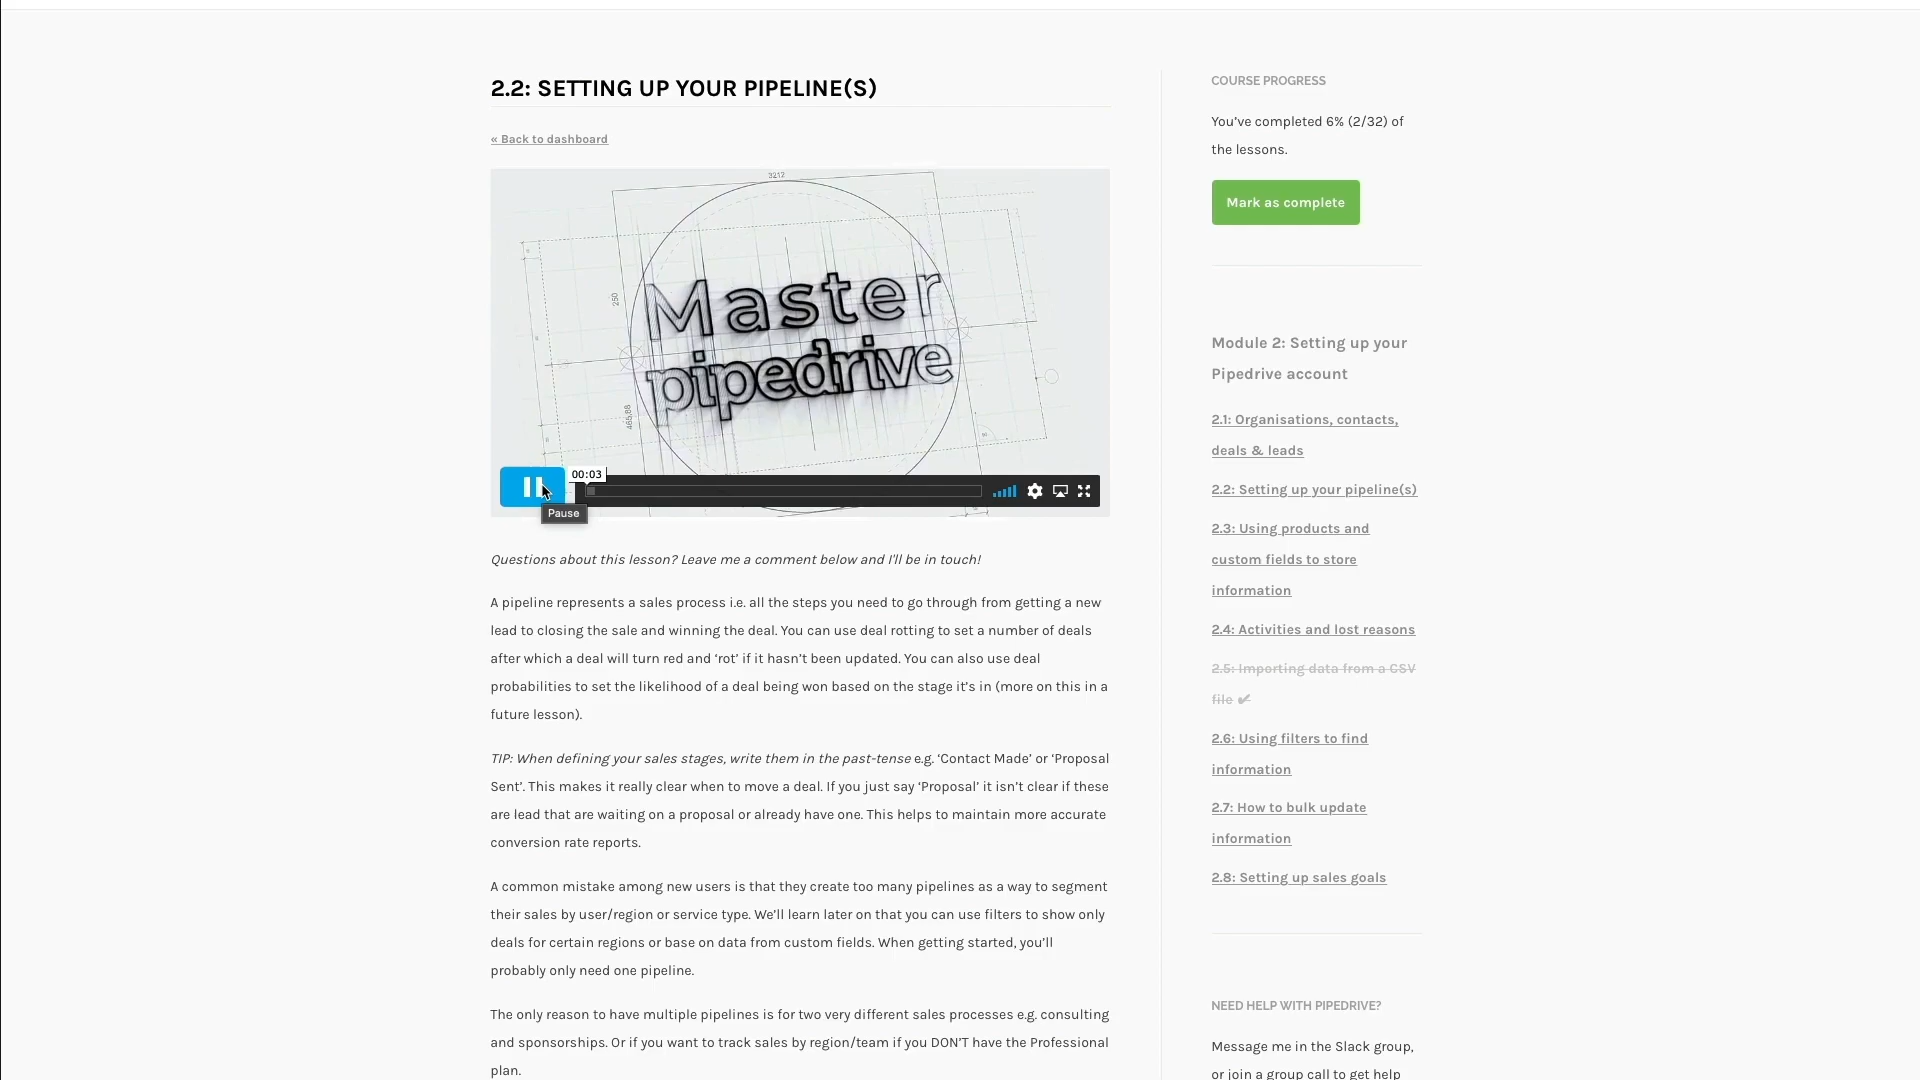 2.2: SETTING UP YOUR PIPELINE(S)
« Back to dashboard
3212
250
465,88
Master
pipedrive
00:03
Pause
Questions about this lesson? Leave me a comment below and I'll be in touch!
A pipeline represents a sales process i.e. all the steps you need to go through from getting a new
lead to closing the sale and winning the deal. You can use deal rotting to set a number of deals
after which a deal will turn red and ‘rot’ if it hasn’t been updated. You can also use deal
probabilities to set the likelihood of a deal being won based on the stage it’s in (more on this in a
future lesson).
TIP: When defining your sales stages, write them in the past-tense e.g. ‘Contact Made’ or ‘Proposal
Sent’. This makes it really clear when to move a deal. If you just say ‘Proposal’ it isn’t clear if these
are lead that are waiting on a proposal or already have one. This helps to maintain more accurate
conversion rate reports.
A common mistake among new users is that they create too many pipelines as a way to segment
their sales by user/region or service type. We’ll learn later on that you can use filters to show only
deals for certain regions or base on data from custom fields. When getting started, you’ll
probably only need one pipeline.
The only reason to have multiple pipelines is for two very different sales processes e.g. consulting
and sponsorships. Or if you want to track sales by region/team if you DON’T have the Professional
plan.
COURSE PROGRESS
You’ve completed 6% (2/32) of
the lessons.
Mark as complete
Module 2: Setting up your
Pipedrive account
2.1: Organisations, contacts,
deals & leads
2.2: Setting up your pipeline(s)
2.3: Using products and
custom fields to store
information
2.4: Activities and lost reasons
2.5: Importing data from a CSV
file ✔
2.6: Using filters to find
information
2.7: How to bulk update
information
2.8: Setting up sales goals
NEED HELP WITH PIPEDRIVE?
Message me in the Slack group,
or join a group call to get help